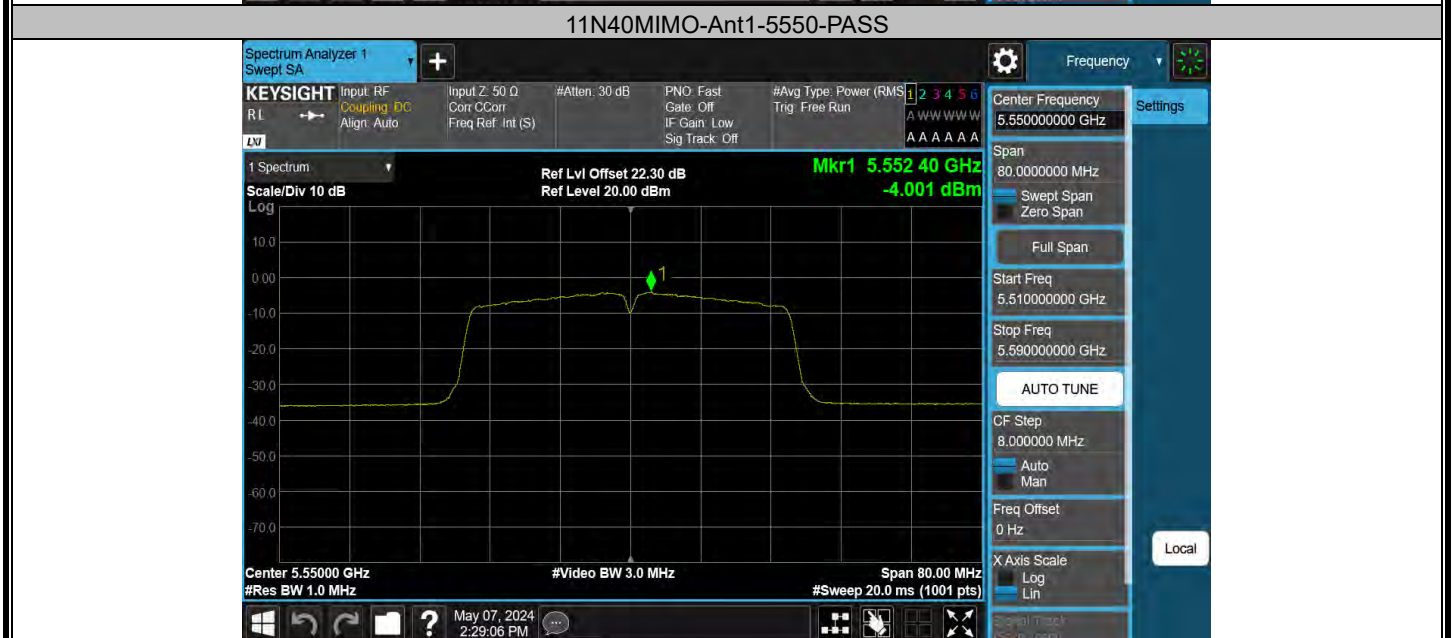 11N40MIMO-Ant1-5550-PASS
Spectrum Analyzer 1
Swept SA
+
Frequency
KEYSIGHT
RL
LXI
Input: RF
Coupling: DC
Align: Auto
Input Z: 50 Ω
Corr CCorr
Freq Ref: Int (S)
#Atten: 30 dB
PNO: Fast
Gate: Off
IF Gain: Low
Sig Track: Off
#Avg Type: Power (RMS
Trig: Free Run
1 2 3 4 5 6
A W W W W W
A A A A A A
Center Frequency
5.550000000 GHz
Settings
1 Spectrum
Scale/Div 10 dB
Ref Lvl Offset 22.30 dB
Ref Level 20.00 dBm
Mkr1 5.552 40 GHz
-4.001 dBm
Span
80.0000000 MHz
Swept Span
Zero Span
Full Span
Start Freq
5.510000000 GHz
Stop Freq
5.590000000 GHz
AUTO TUNE
CF Step
8.000000 MHz
Auto
Man
Freq Offset
0 Hz
X Axis Scale
Log
Lin
Local
Log
10.0
0.00
-10.0
-20.0
-30.0
-40.0
-50.0
-60.0
-70.0
1
Center 5.55000 GHz
#Res BW 1.0 MHz
#Video BW 3.0 MHz
Span 80.00 MHz
#Sweep 20.0 ms (1001 pts)
?
May 07, 2024
2:29:06 PM
Signal Track